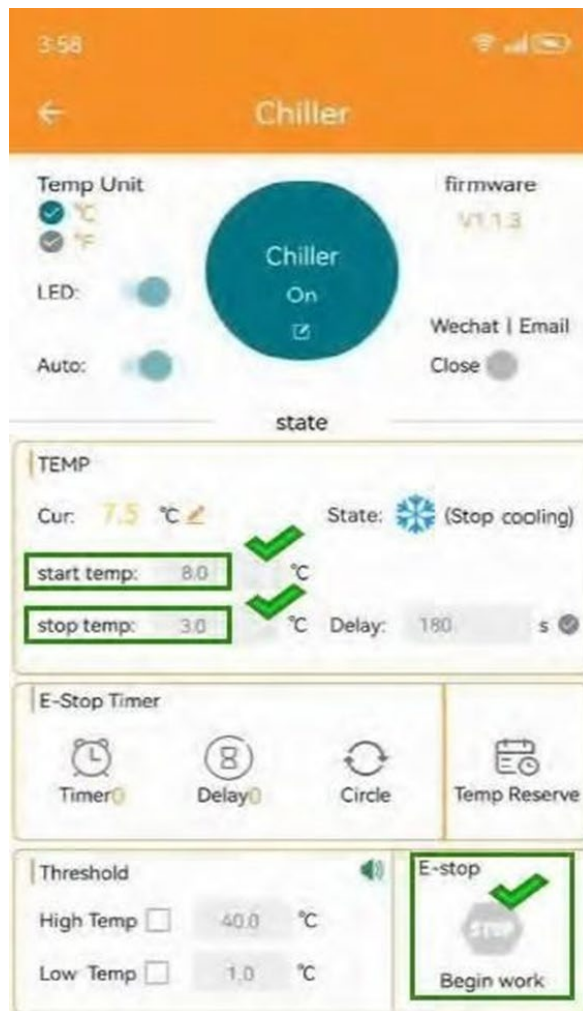 3:58
Chiller
Temp Unit
°C
°F
LED:
Auto:
Chiller
On
firmware
V1.1.3
Wechat | Email
Close
state
TEMP
Cur: 7.5 °C
State: (Stop cooling)
start temp: 8.0 °C
stop temp: 3.0 °C Delay: 180 s
E-Stop Timer
Timer0 Delay0 Circle Temp Reserve
Threshold
High Temp 40.0 °C
Low Temp 1.0 °C
E-stop
STOP
Begin work